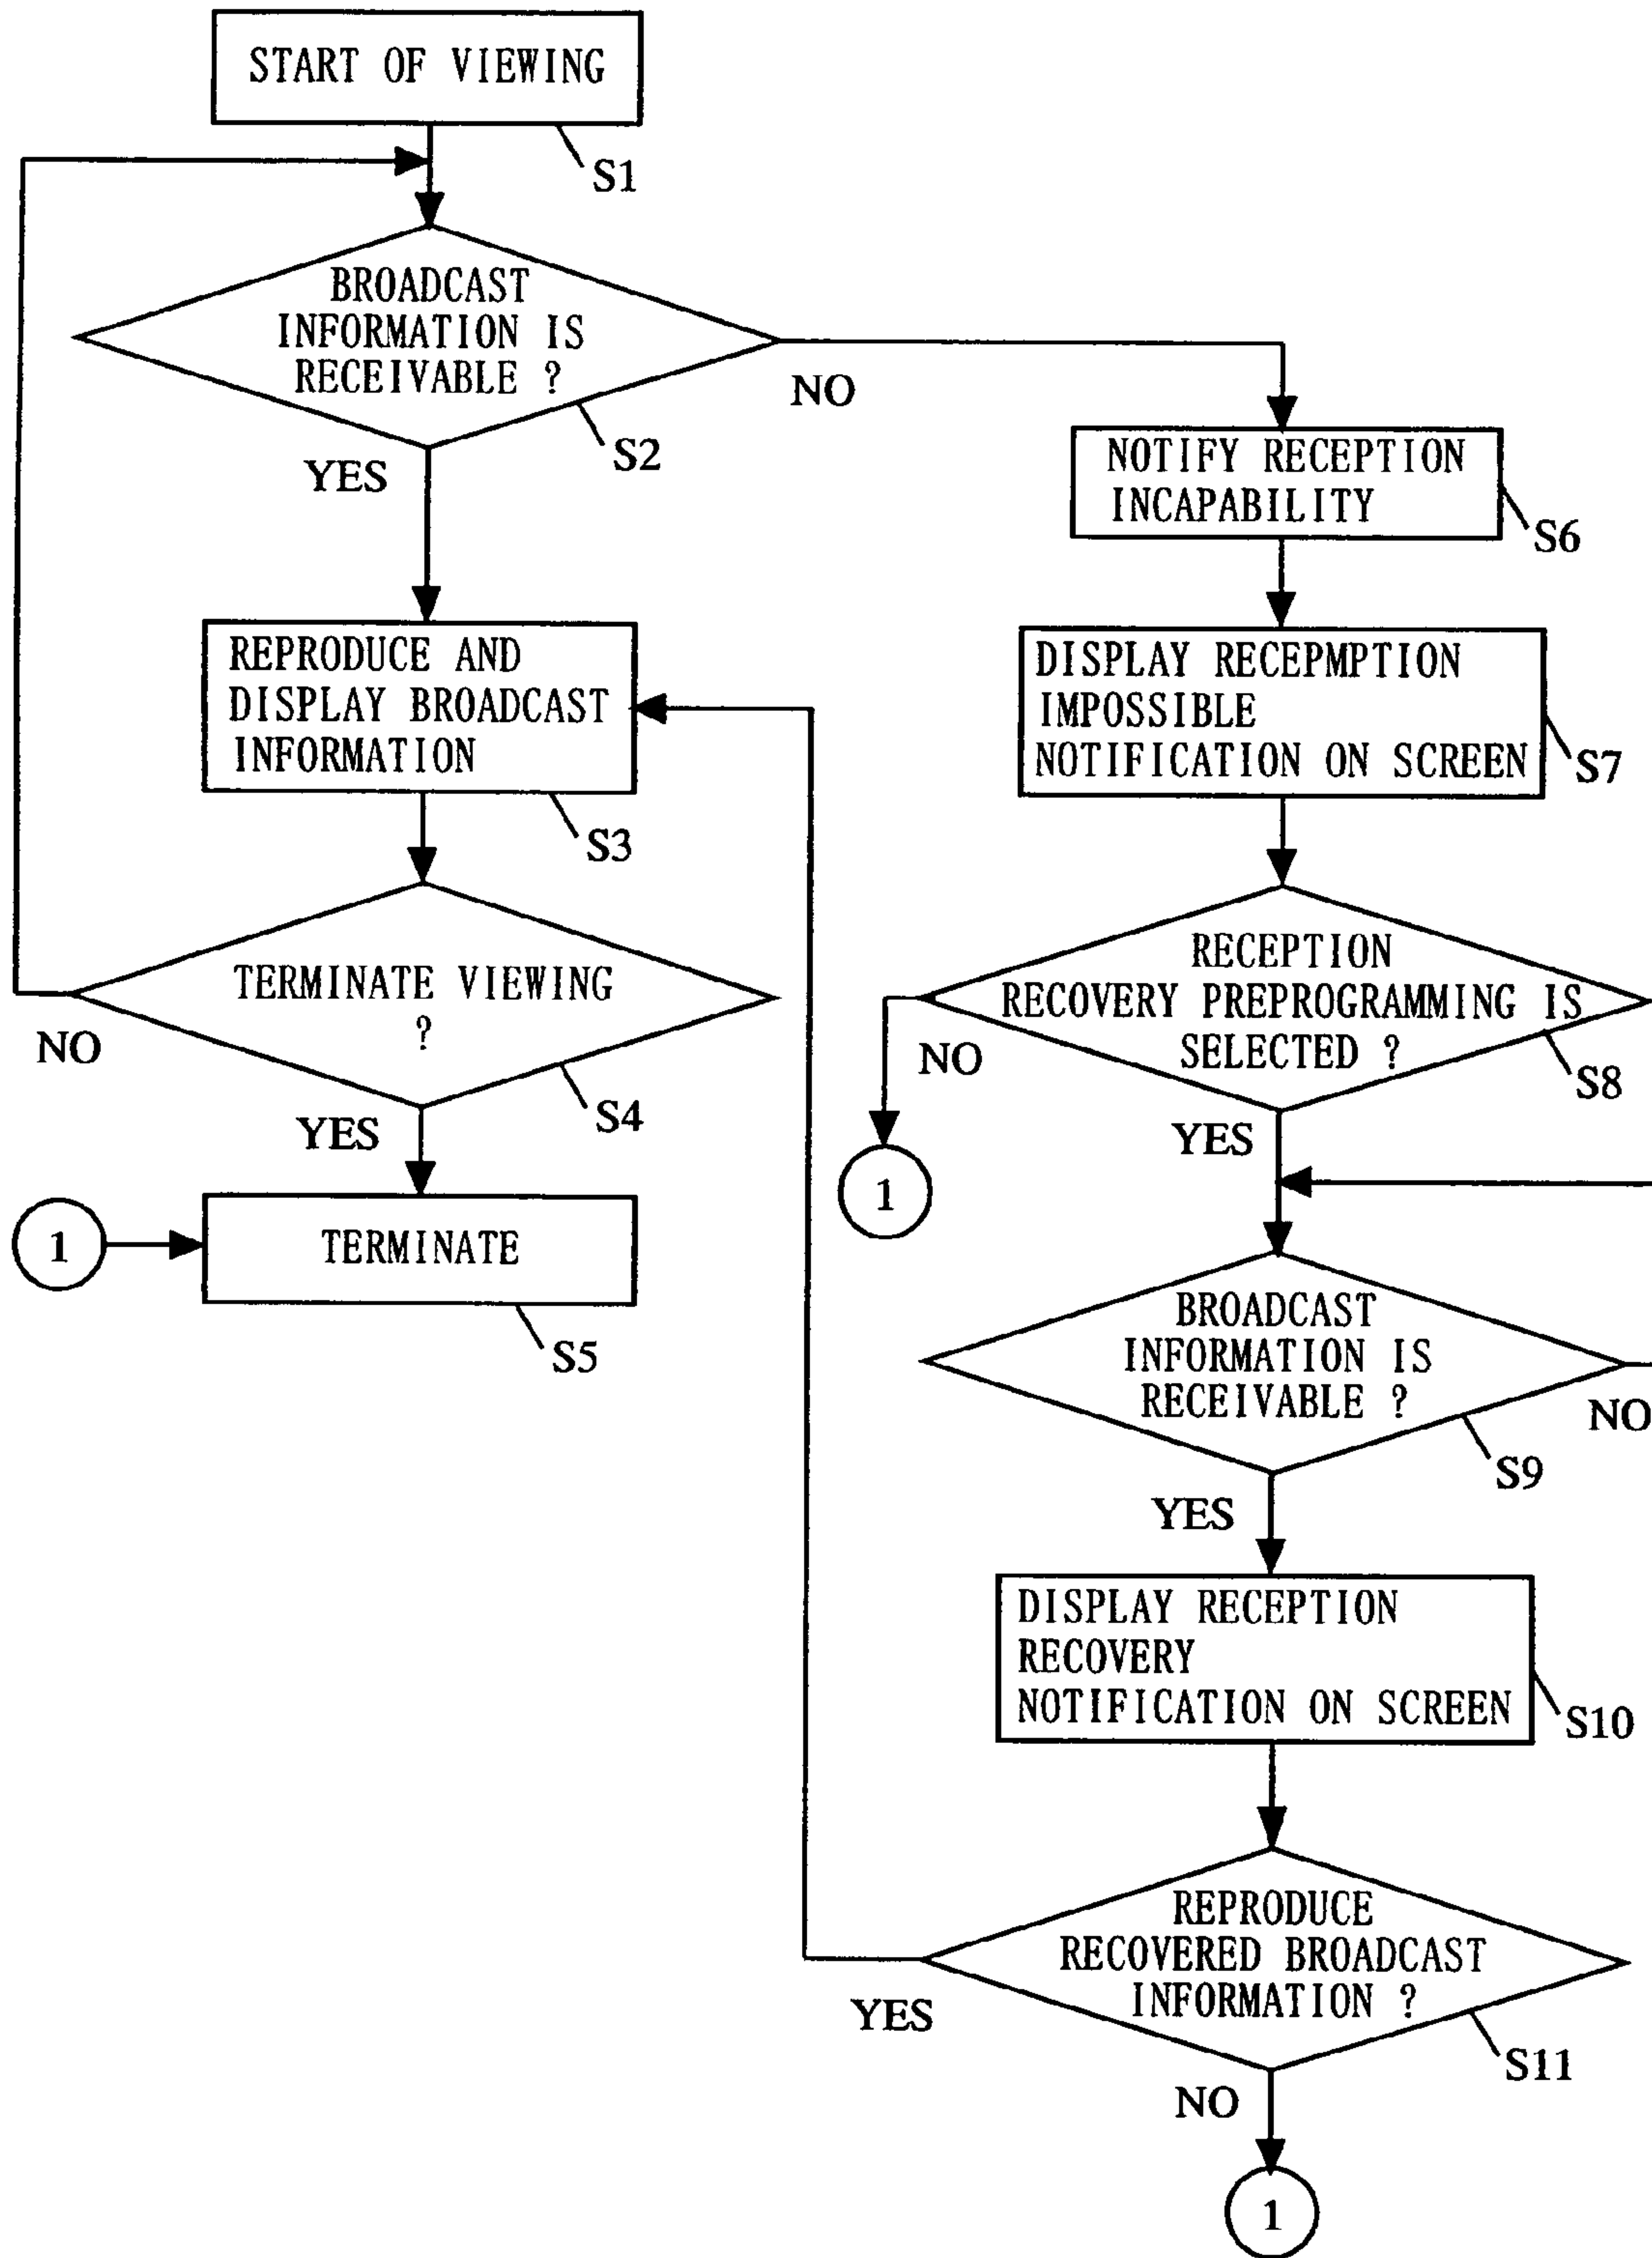 START OF VIEWING
S1
BROADCAST
INFORMATION IS
RECEIVABLE ?
S2
NO
YES
REPRODUCE AND
DISPLAY BROADCAST
INFORMATION
S3
TERMINATE VIEWING
?
NO
S4
YES
1
TERMINATE
S5
NOTIFY RECEPTION
INCAPABILITY
S6
DISPLAY RECEPMPTION
IMPOSSIBLE
NOTIFICATION ON SCREEN
S7
RECEPTION
RECOVERY PREPROGRAMMING IS
SELECTED ?
NO
S8
1
YES
BROADCAST
INFORMATION IS
RECEIVABLE ?
NO
S9
YES
DISPLAY RECEPTION
RECOVERY
NOTIFICATION ON SCREEN
S10
REPRODUCE
RECOVERED BROADCAST
INFORMATION ?
YES
S11
NO
1